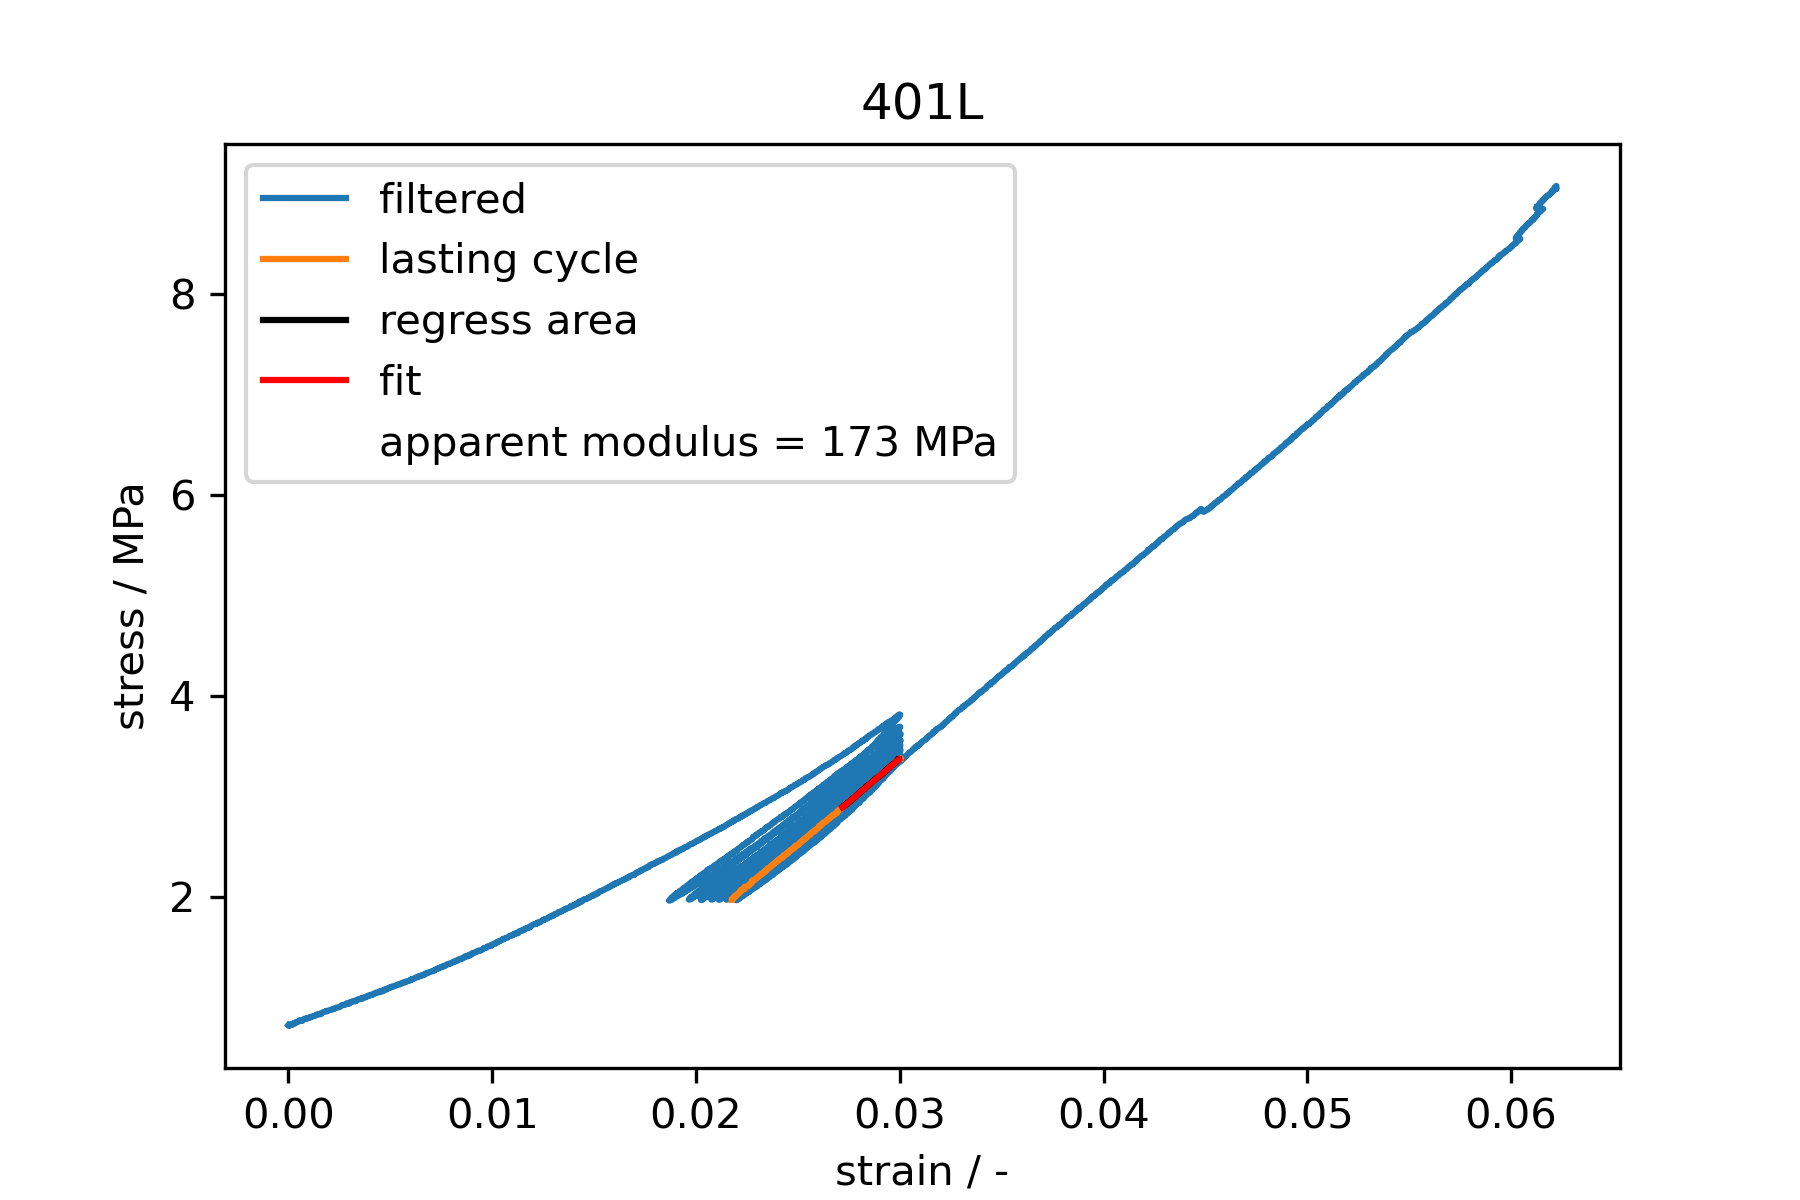 401L
filtered
lasting cycle
regress area
fit
apparent modulus = 173 MPa
stress / MPa
8
6
4
2
0.00 0.01 0.02 0.03 0.04 0.05 0.06
strain / -